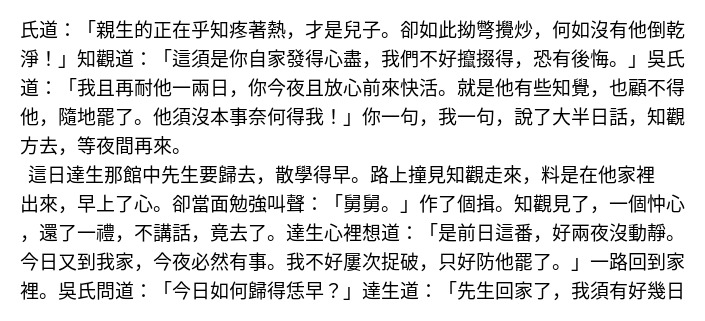 氏道：「親生的正在乎知疼著熱，才是兒子。卻如此拗彆攪炒，何如沒有他倒乾
淨！」知觀道：「這須是你自家發得心盡，我們不好攛掇得，恐有後悔。」吳氏
道：「我且再耐他一兩日，你今夜且放心前來快活。就是他有些知覺，也顧不得
他，隨地罷了。他須沒本事奈何得我！」你一句，我一句，說了大半日話，知觀
方去，等夜間再來。
這日達生那館中先生要歸去，散學得早。路上撞見知觀走來，料是在他家裡
出來，早上了心。卻當面勉強叫聲：「舅舅。」作了個揖。知觀見了，一個忡心
，還了一禮，不講話，竟去了。達生心裡想道：「是前日這番，好兩夜沒動靜。
今日又到我家，今夜必然有事。我不好屢次捉破，只好防他罷了。」一路回到家
裡。吳氏問道：「今日如何歸得恁早？」達生道：「先生回家了，我須有好幾日